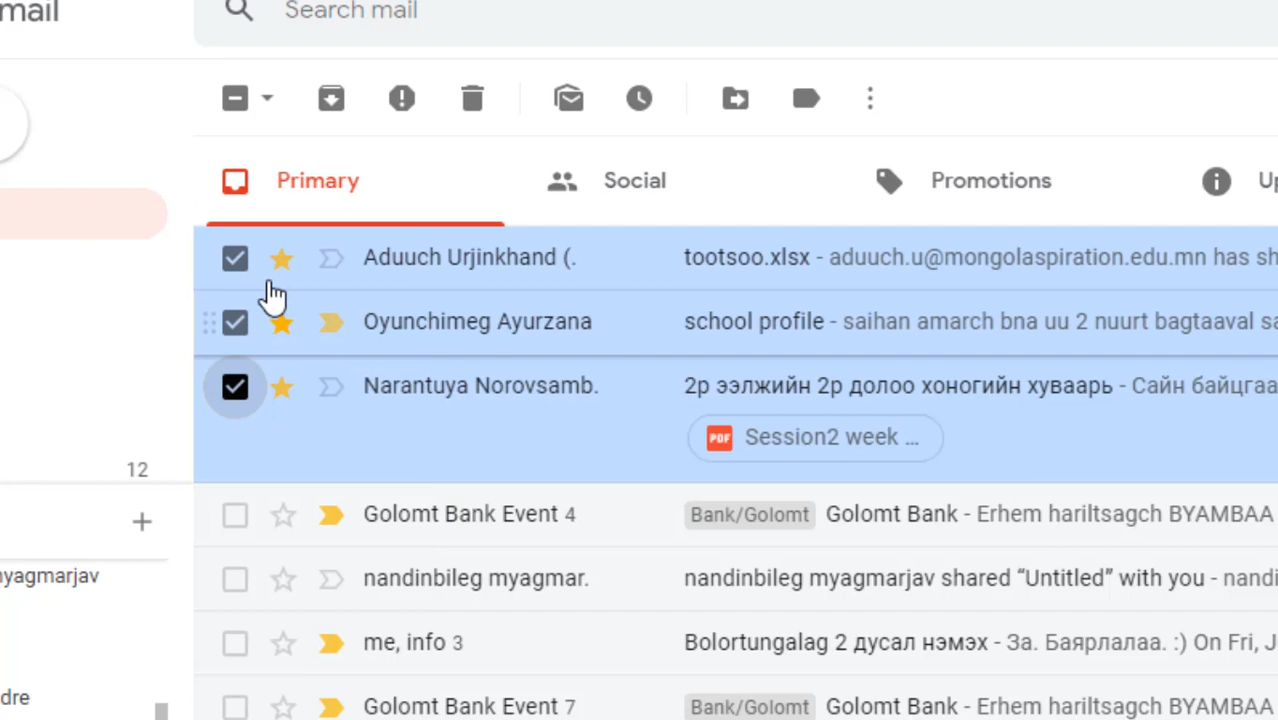 mail
Search mail
Primary
Social
Promotions
Up
Aduuch Urjinkhand (.
tootsoo.xlsx - aduuch.u@mongolaspiration.edu.mn has sh
Oyunchimeg Ayurzana
school profile - saihan amarch bna uu 2 nuurt bagtaaval sa
Narantuya Norovsamb.
2р ээлжийн 2р долоо хоногийн хуваарь - Сайн байцгаа
PDF
Session2 week ...
12
Golomt Bank Event 4
Bank/Golomt Golomt Bank - Erhem hariltsagch BYAMBAA
yagmarjav
nandinbileg myagmar.
nandinbileg myagmarjav shared “Untitled” with you - nandi
me, info 3
Bolortungalag 2 дусал нэмэх - За. Баярлалаа. :) On Fri, J
dre
Golomt Bank Event 7
Bank/Golomt Golomt Bank - Erhem hariltsagch BYAMBAA